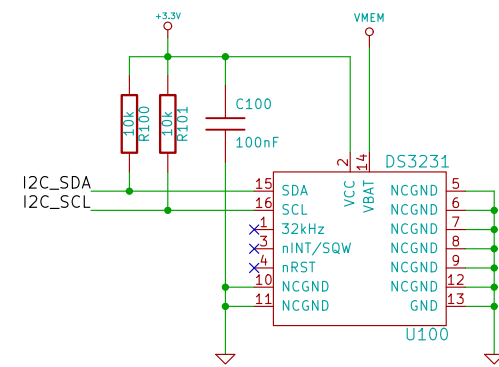 +3.3V
VMEM
10k
R100
10k
R101
C100
100nF
DS3231
U100
I2C_SDA
I2C_SCL
2 VCC
14 VBAT
15 SDA
16 SCL
1 32kHz
3 nINT/SQW
4 nRST
10 NCGND
11 NCGND
NCGND 5
NCGND 6
NCGND 7
NCGND 8
NCGND 9
NCGND 12
GND 13